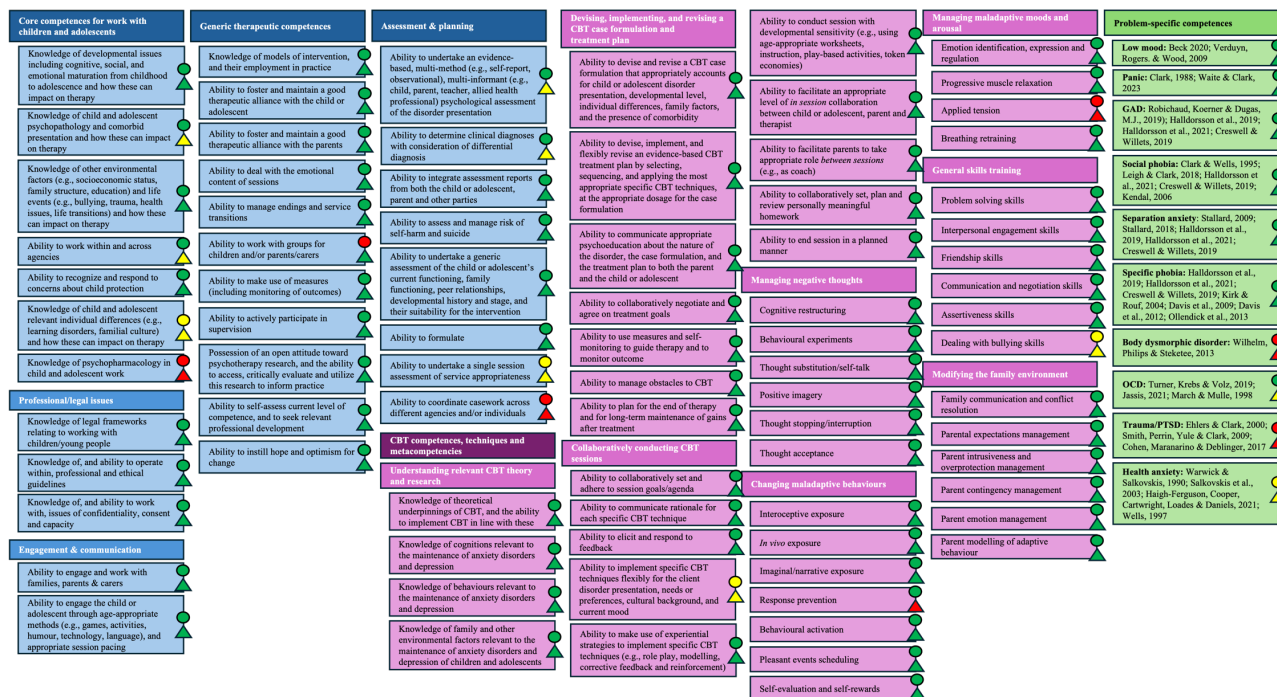 Core competences for work with
children and adolescents
Knowledge of developmental issues
including cognitive, social, and
emotional maturation from childhood
to adolescence and how these can
impact on therapy
Knowledge of child and adolescent
psychopathology and comorbid
presentation and how these can impact
on therapy
Knowledge of other environmental
factors (e.g., socioeconomic status,
family structure, education) and life
events (e.g., bullying, trauma, health
issues, life transitions) and how these
can impact on therapy
Ability to work within and across
agencies
Ability to recognize and respond to
concerns about child protection
Knowledge of child and adolescent
relevant individual differences (e.g.,
learning disorders, familial culture)
and how these can impact on therapy
Knowledge of psychopharmacology in
child and adolescent work
Professional/legal issues
Knowledge of legal frameworks
relating to working with
children/young people
Knowledge of, and ability to operate
within, professional and ethical
guidelines
Knowledge of, and ability to work
with, issues of confidentiality, consent
and capacity
Engagement & communication
Ability to engage and work with
families, parents & carers
Ability to engage the child or
adolescent through age-appropriate
methods (e.g., games, activities,
humour, technology, language), and
appropriate session pacing
Generic therapeutic competences
Knowledge of models of intervention,
and their employment in practice
Ability to foster and maintain a good
therapeutic alliance with the child or
adolescent
Ability to foster and maintain a good
therapeutic alliance with the parents
Ability to deal with the emotional
content of sessions
Ability to manage endings and service
transitions
Ability to work with groups for
children and/or parents/carers
Ability to make use of measures
(including monitoring of outcomes)
Ability to actively participate in
supervision
Possession of an open attitude toward
psychotherapy research, and the ability
to access, critically evaluate and utilize
this research to inform practice
Ability to self-assess current level of
competence, and to seek relevant
professional development
Ability to instill hope and optimism for
change
Assessment & planning
Ability to undertake an evidence-
based, multi-method (e.g., self-report,
observational), multi-informant (e.g.,
child, parent, teacher, allied health
professional) psychological assessment
of the disorder presentation
Ability to determine clinical diagnoses
with consideration of differential
diagnosis
Ability to integrate assessment reports
from both the child or adolescent,
parent and other parties
Ability to assess and manage risk of
self-harm and suicide
Ability to undertake a generic
assessment of the child or adolescent's
current functioning, family
functioning, peer relationships,
developmental history and stage, and
their suitability for the intervention
Ability to formulate
Ability to undertake a single session
assessment of service appropriateness
Ability to coordinate casework across
different agencies and/or individuals
CBT competences, techniques and
metacompetencies
Understanding relevant CBT theory
and research
Knowledge of theoretical
underpinnings of CBT, and the ability
to implement CBT in line with these
Knowledge of cognitions relevant to
the maintenance of anxiety disorders
and depression
Knowledge of behaviours relevant to
the maintenance of anxiety disorders
and depression
Knowledge of family and other
environmental factors relevant to the
maintenance of anxiety disorders and
depression of children and adolescents
Devising, implementing, and revising a
CBT case formulation and
treatment plan
Ability to devise and revise a CBT case
formulation that appropriately accounts
for child or adolescent disorder
presentation, developmental level,
individual differences, family factors,
and the presence of comorbidity
Ability to devise, implement, and
flexibly revise an evidence-based CBT
treatment plan by selecting,
sequencing, and applying the most
appropriate specific CBT techniques,
at the appropriate dosage for the case
formulation
Ability to communicate appropriate
psychoeducation about the nature of
the disorder, the case formulation, and
the treatment plan to both the parent
and the child or adolescent
Ability to collaboratively negotiate and
agree on treatment goals
Ability to use measures and self-
monitoring to guide therapy and to
monitor outcome
Ability to manage obstacles to CBT
Ability to plan for the end of therapy
and for long-term maintenance of gains
after treatment
Collaboratively conducting CBT
sessions
Ability to collaboratively set and
adhere to session goals/agenda
Ability to communicate rationale for
each specific CBT technique
Ability to elicit and respond to
feedback
Ability to implement specific CBT
techniques flexibly for the client
disorder presentation, needs or
preferences, cultural background, and
current mood
Ability to make use of experiential
strategies to implement specific CBT
techniques (e.g., role play, modelling,
corrective feedback and reinforcement)
Ability to conduct session with
developmental sensitivity (e.g., using
age-appropriate worksheets,
instruction, play-based activities, token
economies)
Ability to facilitate an appropriate
level of in session collaboration
between child or adolescent, parent and
therapist
Ability to facilitate parents to take
appropriate role between sessions
(e.g., as coach)
Ability to collaboratively set, plan and
review personally meaningful
homework
Ability to end session in a planned
manner
Managing negative thoughts
Cognitive restructuring
Behavioural experiments
Thought substitution/self-talk
Positive imagery
Thought stopping/interruption
Thought acceptance
Changing maladaptive behaviours
Interoceptive exposure
In vivo exposure
Imaginal/narrative exposure
Response prevention
Behavioural activation
Pleasant events scheduling
Self-evaluation and self-rewards
Managing maladaptive moods and
arousal
Emotion identification, expression and
regulation
Progressive muscle relaxation
Applied tension
Breathing retraining
General skills training
Problem solving skills
Interpersonal engagement skills
Friendship skills
Communication and negotiation skills
Assertiveness skills
Dealing with bullying skills
Modifying the family environment
Family communication and conflict
resolution
Parental expectations management
Parent intrusiveness and
overprotection management
Parent contingency management
Parent emotion management
Parent modelling of adaptive
behaviour
Problem-specific competences
Low mood: Beck 2020; Verduyn,
Rogers. & Wood, 2009
Panic: Clark, 1988; Waite & Clark,
2023
GAD: Robichaud, Koerner & Dugas,
M.J., 2019); Halldorsson et al., 2019;
Halldorsson et al., 2021; Creswell &
Willets, 2019
Social phobia: Clark & Wells, 1995;
Leigh & Clark, 2018; Halldorsson et
al., 2021; Creswell & Willets, 2019;
Kendal, 2006
Separation anxiety: Stallard, 2009;
Stallard, 2018; Halldorsson et al.,
2019, Halldorsson et al., 2021;
Creswell & Willets, 2019
Specific phobia: Halldorsson et al.,
2019; Halldorsson et al., 2021;
Creswell & Willets, 2019; Kirk &
Rouf, 2004; Davis et al., 2009; Davis
et al., 2012; Ollendick et al., 2013
Body dysmorphic disorder: Wilhelm,
Philips & Steketee, 2013
OCD: Turner, Krebs & Volz, 2019;
Jassis, 2021; March & Mulle, 1998
Trauma/PTSD: Ehlers & Clark, 2000;
Smith, Perrin, Yule & Clark, 2009;
Cohen, Maranarino & Deblinger, 2017
Health anxiety: Warwick &
Salkovskis, 1990; Salkovskis et al.,
2003; Haigh-Ferguson, Cooper,
Cartwright, Loades & Daniels, 2021;
Wells, 1997